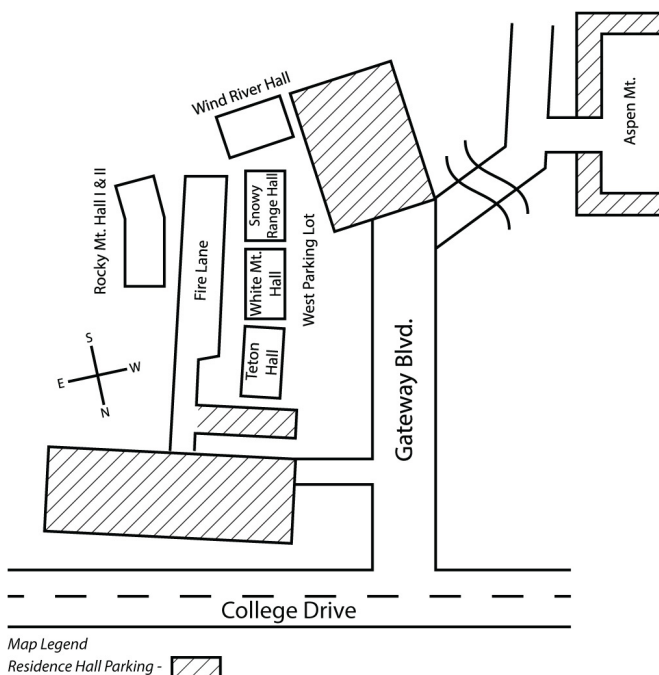 Wind River Hall
Aspen Mt.
Rocky Mt. Hall I & II
Snowy
Range Hall
Fire Lane
White Mt.
Hall
West Parking Lot
Teton
Hall
S
E
W
N
Gateway Blvd.
College Drive
Map Legend
Residence Hall Parking -